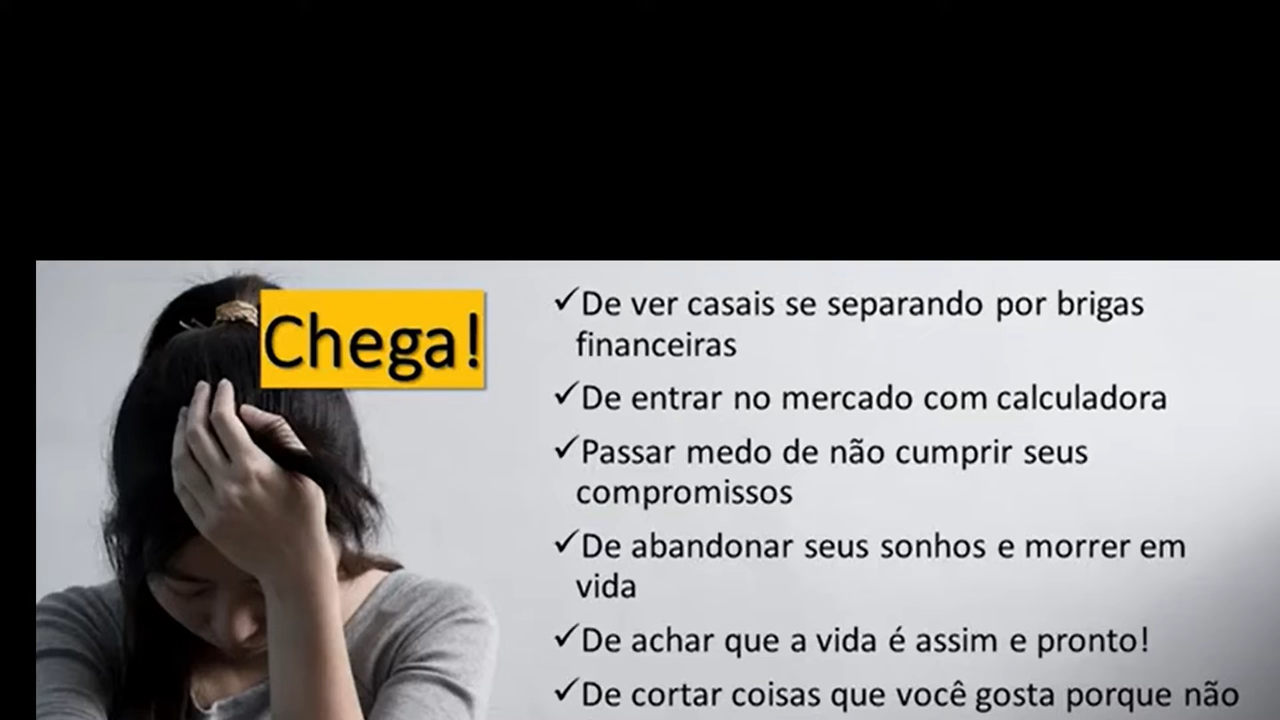 Chega!
✓De ver casais se separando por brigas
financeiras
✓De entrar no mercado com calculadora
✓Passar medo de não cumprir seus
compromissos
✓De abandonar seus sonhos e morrer em
vida
✓De achar que a vida é assim e pronto!
✓De cortar coisas que você gosta porque não